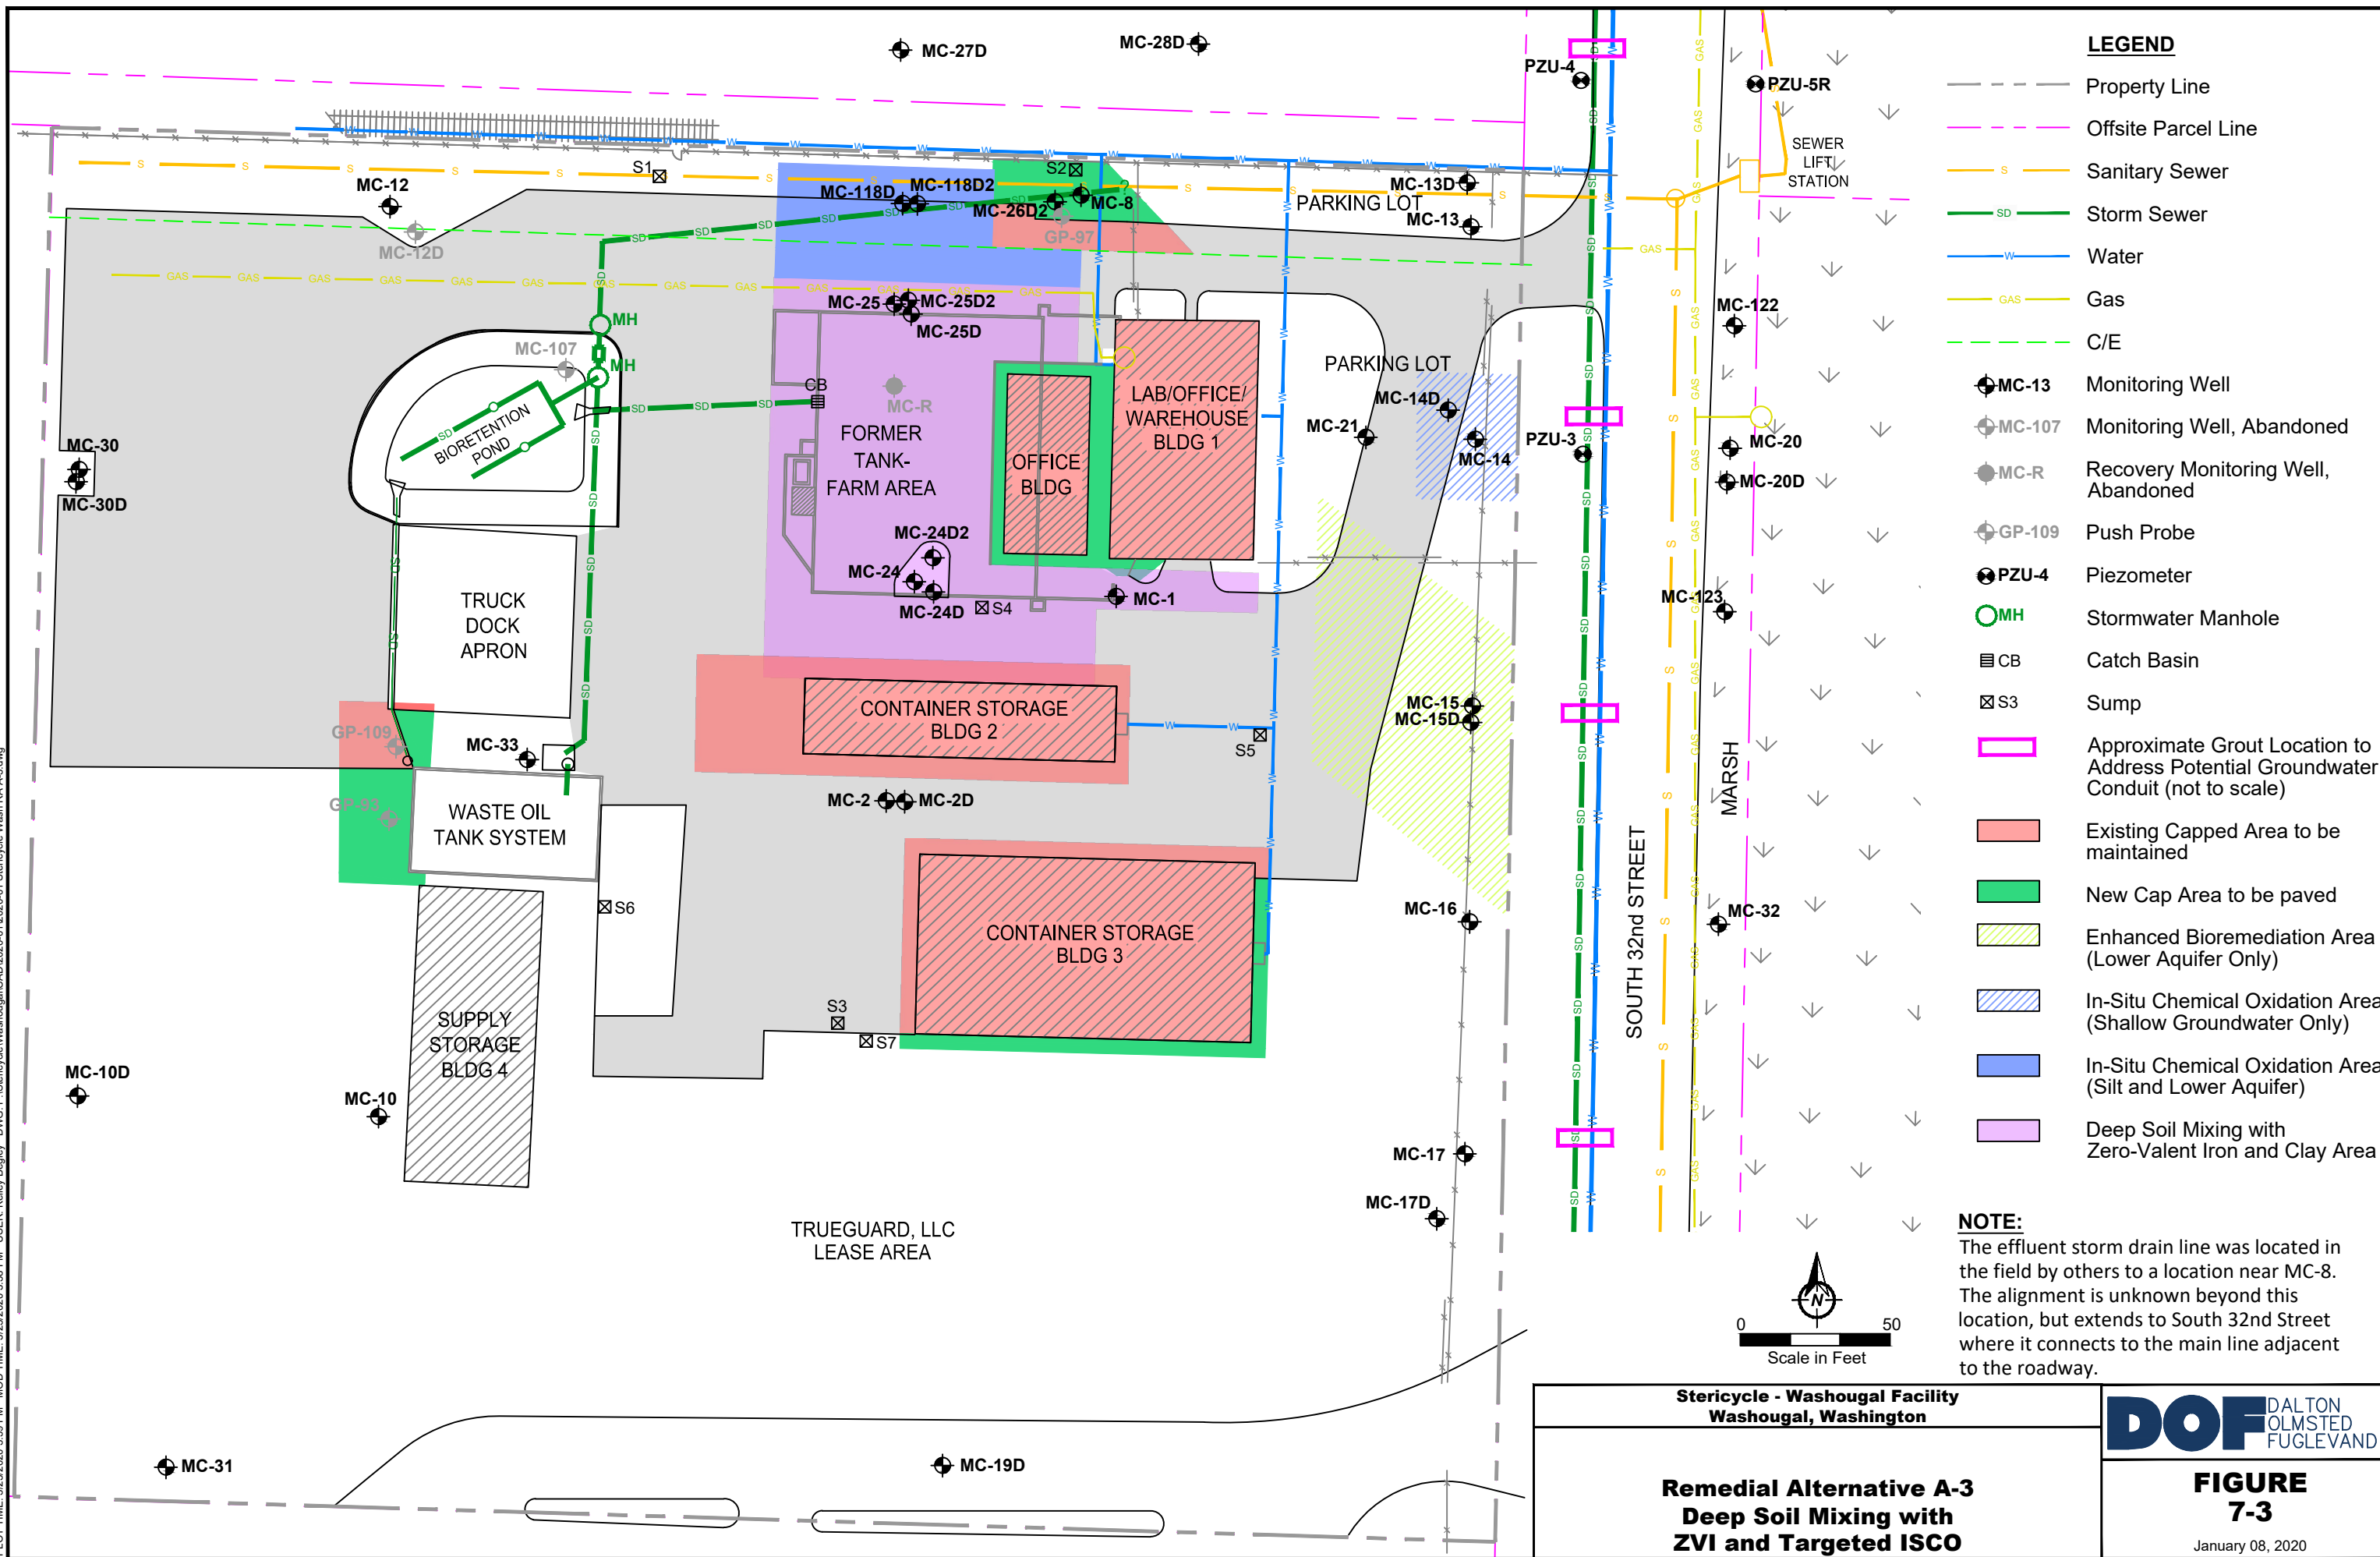 MC-27D
MC-28D
PZU-4
PZU-5R
SEWER
LIFT
STATION
S1
S2
MC-12
MC-12D
MC-118D
MC-118D2
MC-26D2
MC-8
?
GP-97
MC-13D
PARKING LOT
MC-13
MC-25
MC-25D2
MC-25D
MH
MH
MC-107
CB
MC-R
BIORETENTION
POND
FORMER
TANK-
FARM AREA
OFFICE
BLDG
LAB/OFFICE/
WAREHOUSE
BLDG 1
PARKING LOT
MC-14D
MC-21
MC-14
PZU-3
MC-122
MC-20
MC-20D
MC-123
MC-30
MC-30D
MC-24D2
MC-24
MC-24D
S4
MC-1
TRUCK
DOCK
APRON
CONTAINER STORAGE
BLDG 2
S5
MC-15
MC-15D
GP-109
MC-33
GP-93
WASTE OIL
TANK SYSTEM
MC-2
MC-2D
S6
CONTAINER STORAGE
BLDG 3
MC-16
MC-32
SOUTH 32nd STREET
MARSH
S3
S7
SUPPLY
STORAGE
BLDG 4
MC-10D
MC-10
MC-17
MC-17D
TRUEGUARD, LLC
LEASE AREA
MC-31
MC-19D
LEGEND
Property Line
Offsite Parcel Line
S
Sanitary Sewer
SD
Storm Sewer
W
Water
GAS
Gas
C/E
MC-13
Monitoring Well
MC-107
Monitoring Well, Abandoned
MC-R
Recovery Monitoring Well,
Abandoned
GP-109
Push Probe
PZU-4
Piezometer
MH
Stormwater Manhole
CB
Catch Basin
S3
Sump
Approximate Grout Location to
Address Potential Groundwater
Conduit (not to scale)
Existing Capped Area to be
maintained
New Cap Area to be paved
Enhanced Bioremediation Area
(Lower Aquifer Only)
In-Situ Chemical Oxidation Area
(Shallow Groundwater Only)
In-Situ Chemical Oxidation Area
(Silt and Lower Aquifer)
Deep Soil Mixing with
Zero-Valent Iron and Clay Area
NOTE:
The effluent storm drain line was located in
the field by others to a location near MC-8.
The alignment is unknown beyond this
location, but extends to South 32nd Street
where it connects to the main line adjacent
to the roadway.
N
0 50
Scale in Feet
Stericycle - Washougal Facility
Washougal, Washington
Remedial Alternative A-3
Deep Soil Mixing with
ZVI and Targeted ISCO
DOF
DALTON
OLMSTED
FUGLEVAND
FIGURE
7-3
January 08, 2020